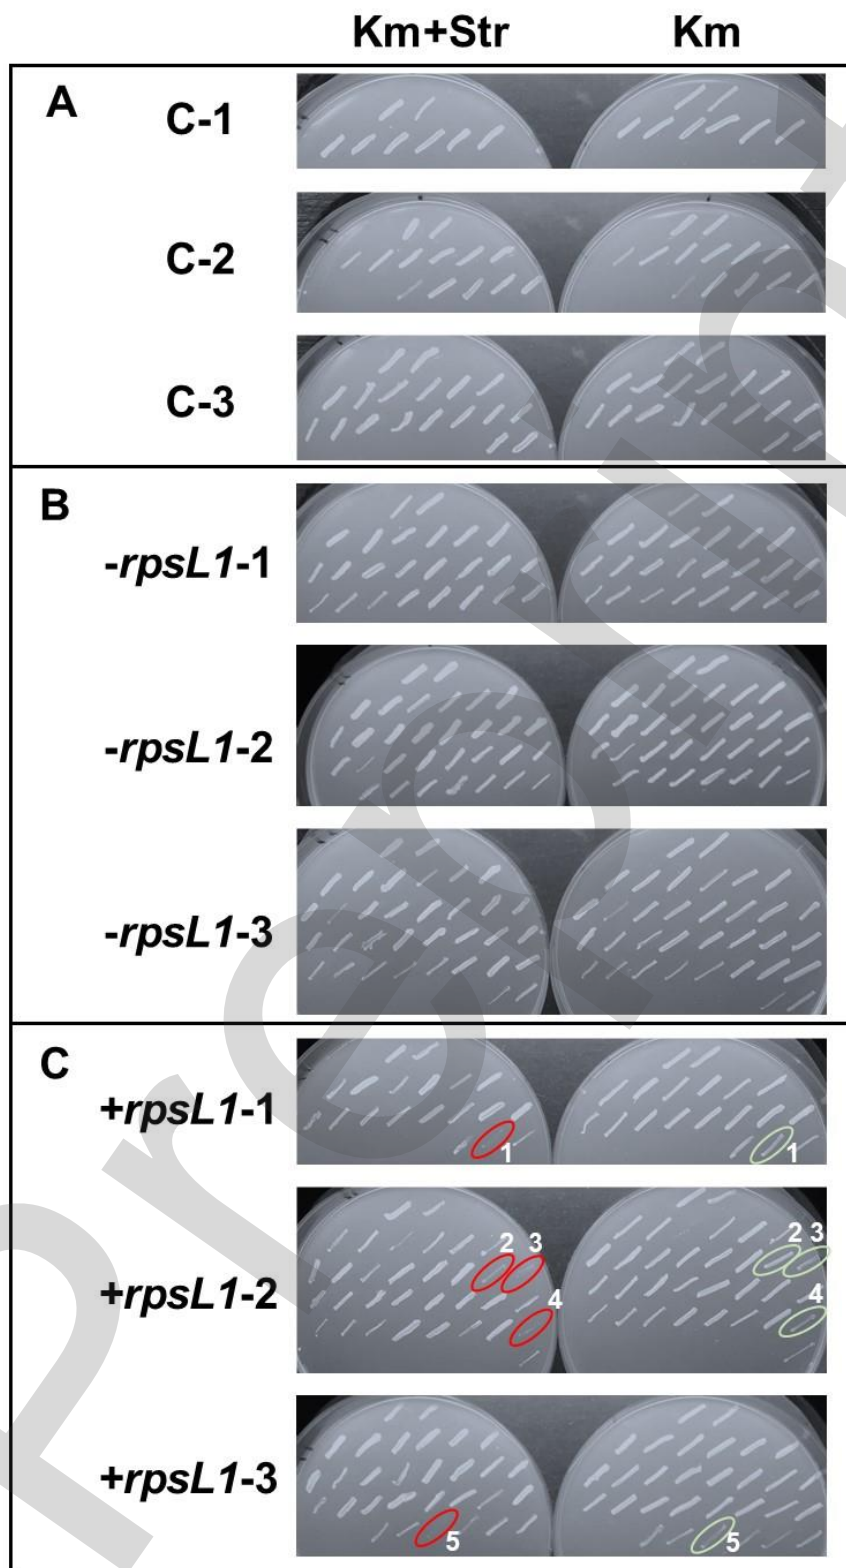 Km+Str Km
A
C-1
C-2
C-3
B
-rpsL1-1
-rpsL1-2
-rpsL1-3
C
+rpsL1-1
1 1
+rpsL1-2
2 3 2 3
4 4
+rpsL1-3
5 5
Preprint